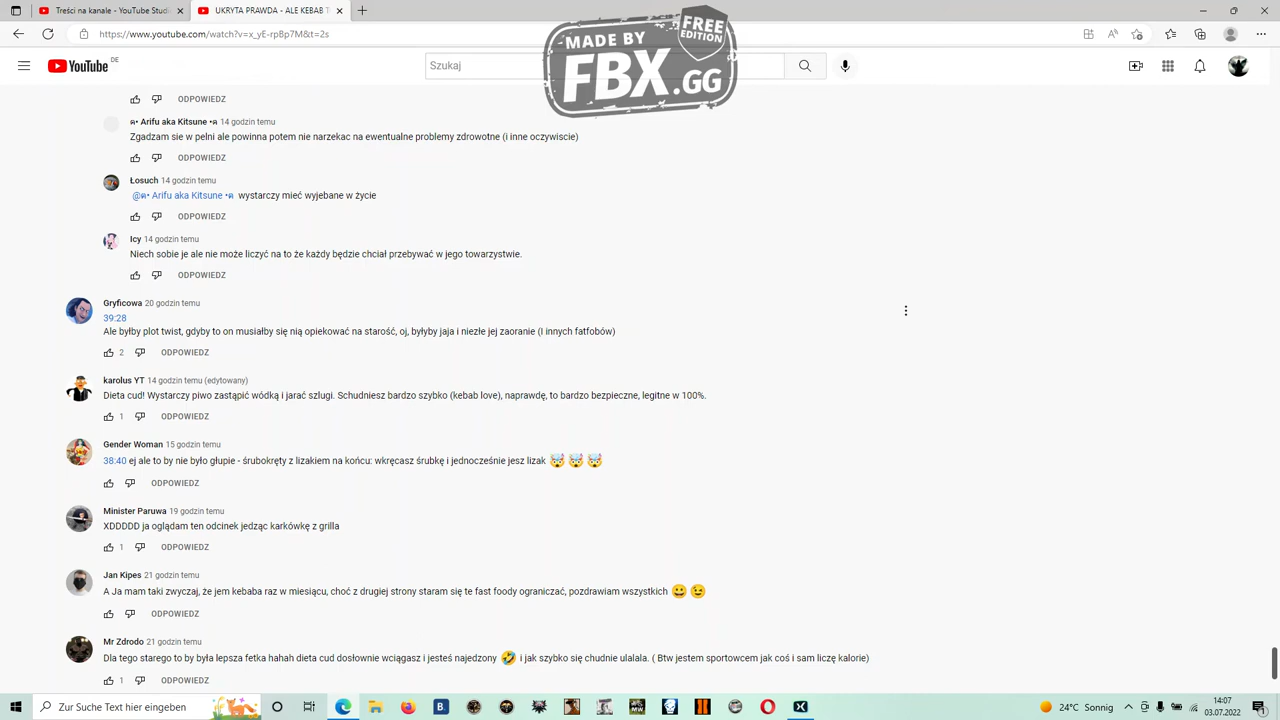 Treści na kanale - YouTube Studi
UKRYTA PRAWDA - ALE KEBAB T
https://www.youtube.com/watch?v=x_yE-rpBp7M&t=2s
MADE BY
FBX.GG
FREE
EDITION
YouTube
DE
Szukaj
ODPOWIEDZ
ฅ• Arifu aka Kitsune •ฅ 14 godzin temu
Zgadzam sie w pelni ale powinna potem nie narzekac na ewentualne problemy zdrowotne (i inne oczywiscie)
ODPOWIEDZ
Łosuch 14 godzin temu
@ฅ• Arifu aka Kitsune •ฅ wystarczy mieć wyjebane w życie
ODPOWIEDZ
Icy 14 godzin temu
Niech sobie je ale nie może liczyć na to że każdy będzie chciał przebywać w jego towarzystwie.
ODPOWIEDZ
Gryficowa 20 godzin temu
39:28
Ale byłby plot twist, gdyby to on musiałby się nią opiekować na starość, oj, byłyby jaja i niezłe jej zaoranie (I innych fatfobów)
2 ODPOWIEDZ
karolus YT 14 godzin temu (edytowany)
Dieta cud! Wystarczy piwo zastąpić wódką i jarać szlugi. Schudniesz bardzo szybko (kebab love), naprawdę, to bardzo bezpieczne, legitne w 100%.
1 ODPOWIEDZ
Gender Woman 15 godzin temu
38:40 ej ale to by nie było głupie - śrubokręty z lizakiem na końcu: wkręcasz śrubkę i jednocześnie jesz lizak 🤯 🤯 🤯
ODPOWIEDZ
Minister Paruwa 19 godzin temu
XDDDDD ja oglądam ten odcinek jedząc karkówkę z grilla
1 ODPOWIEDZ
Jan Kipes 21 godzin temu
A Ja mam taki zwyczaj, że jem kebaba raz w miesiącu, choć z drugiej strony staram się te fast foody ograniczać, pozdrawiam wszystkich 😀 😉
ODPOWIEDZ
Mr Zdrodo 21 godzin temu
Dla tego starego to by była lepsza fetka hahah dieta cud dosłownie wciągasz i jesteś najedzony 🤣 i jak szybko się chudnie ulalala. ( Btw jestem sportowcem jak coś i sam liczę kalorie)
1 ODPOWIEDZ
Zur Suche Text hier eingeben
24°C Sonnig
14:07
03.07.2022